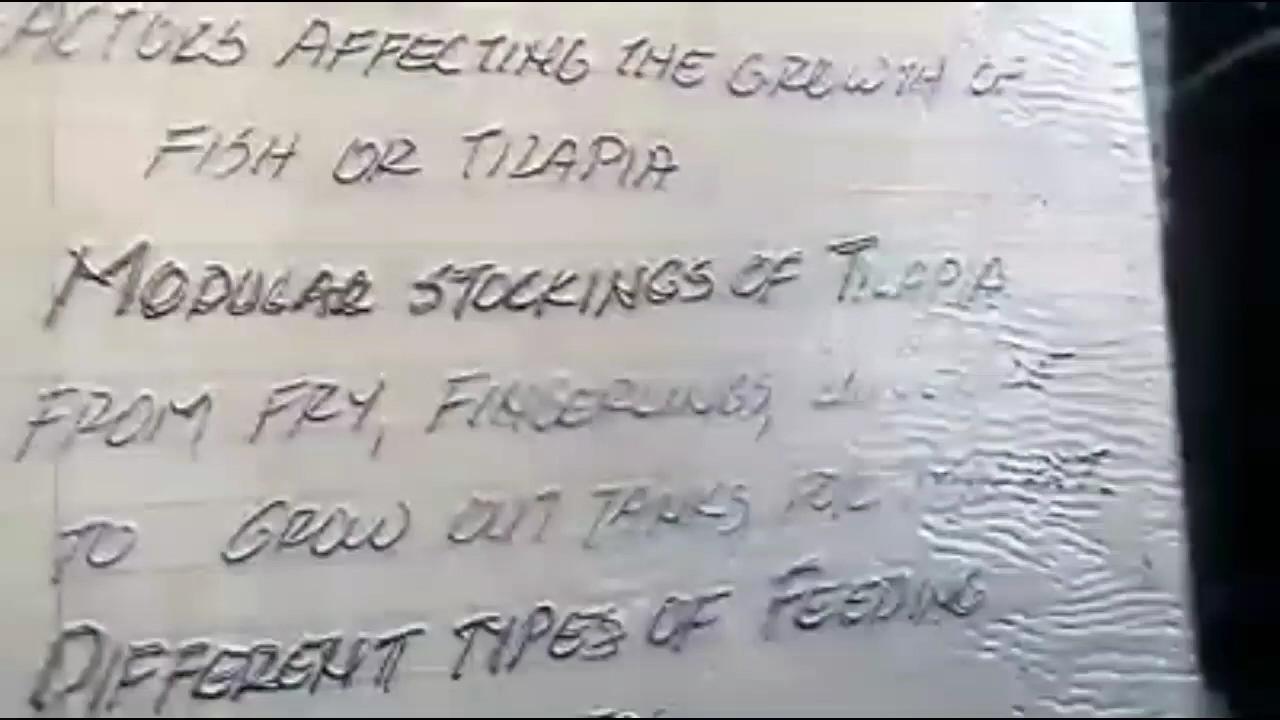 ACTORS AFFECTING THE GROWTH OF
FISH OR TILAPIA
MODULAR STOCKINGS OF TILAPIA
FROM FRY, FINGERLINGS,
TO GROW OUT TANKS
DIFFERENT TYPES OF FEEDING